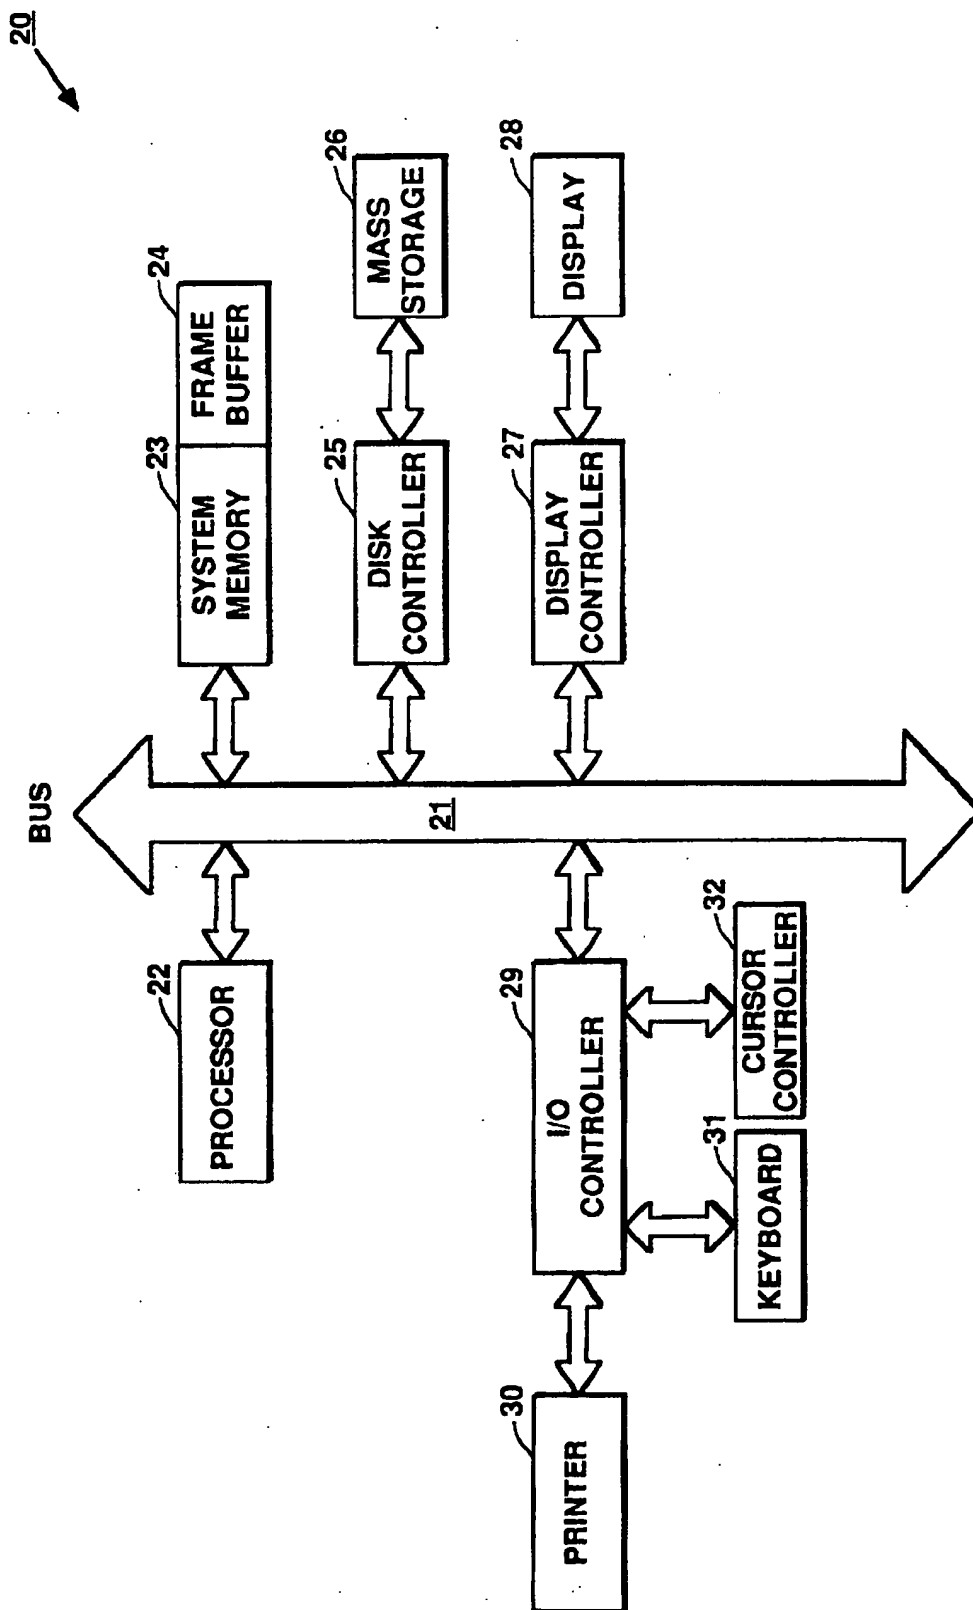 20
BUS
21
22
PROCESSOR
23
SYSTEM
MEMORY
24
FRAME
BUFFER
25
DISK
CONTROLLER
26
MASS
STORAGE
27
DISPLAY
CONTROLLER
28
DISPLAY
29
I/O
CONTROLLER
30
PRINTER
31
KEYBOARD
32
CURSOR
CONTROLLER